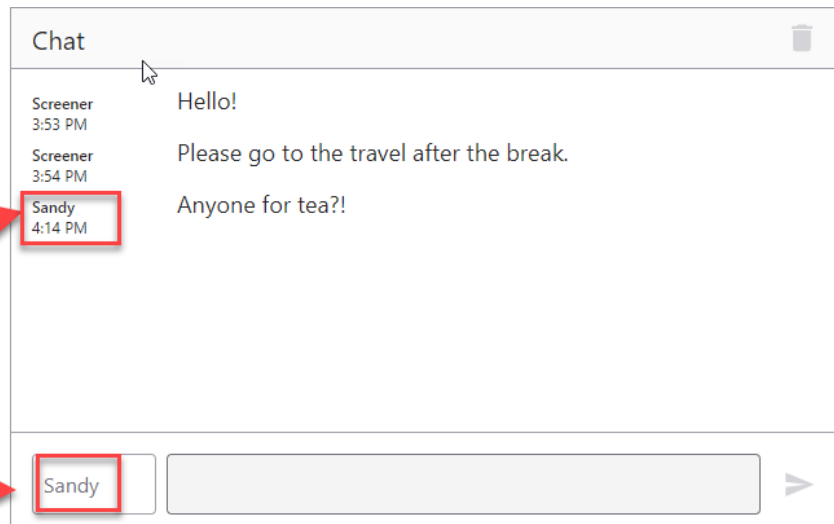 Chat
Screener
3:53 PM
Hello!
Screener
3:54 PM
Please go to the travel after the break.
Sandy
4:14 PM
Anyone for tea?!
Sandy